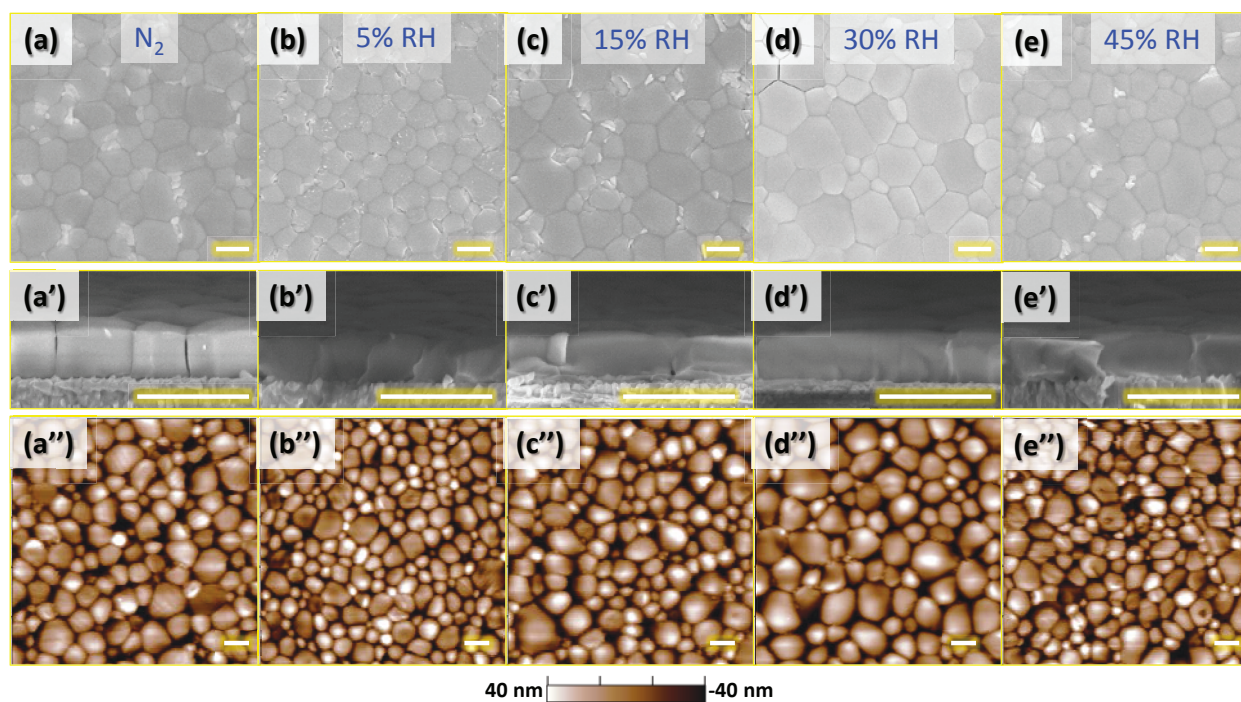 (a) N₂ (b) 5% RH (c) 15% RH (d) 30% RH (e) 45% RH
(a') (b') (c') (d') (e')
(a'') (b'') (c'') (d'') (e'')
40 nm -40 nm